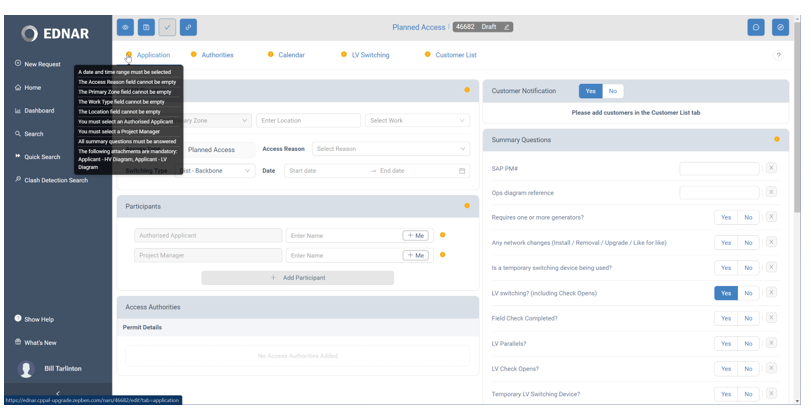 EDNAR
Planned Access 46682 Draft
Application Authorities Calendar LV Switching Customer List
New Request
Home
Dashboard
Search
Quick Search
Clash Detection Search
A date and time range must be selected
The Access Reason field cannot be empty
The Primary Zone field cannot be empty
The Work Type field cannot be empty
The Location field cannot be empty
You must select an Authorised Applicant
You must select a Project Manager
All summary questions must be answered
The following attachments are mandatory:
Applicant - HV Diagram, Applicant - LV
Diagram
Zone Enter Location Select Work
Planned Access Access Reason Select Reason
Switching Type Dist - Backbone Date Start date → End date
Participants
Authorised Applicant Enter Name + Me
Project Manager Enter Name + Me
+ Add Participant
Access Authorities
Permit Details
No Access Authorities Added
Customer Notification Yes No
Please add customers in the Customer List tab
Summary Questions
SAP PM# X
Ops diagram reference X
Requires one or more generators? Yes No X
Any network changes (Install / Removal / Upgrade / Like for like) Yes No X
Is a temporary switching device being used? Yes No X
LV switching? (including Check Opens) Yes No X
Field Check Completed? Yes No X
LV Parallels? Yes No X
LV Check Opens? Yes No X
Temporary LV Switching Device? Yes No X
Show Help
What's New
Bill Tarlinton
https://ednar.cppal-upgrade.zepben.com/nars/46682/edit?tab=application